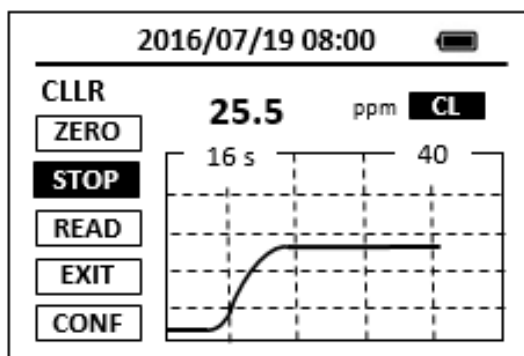 2016/07/19 08:00
CLLR
25.5 ppm CL
ZERO
16 s 40
STOP
READ
EXIT
CONF